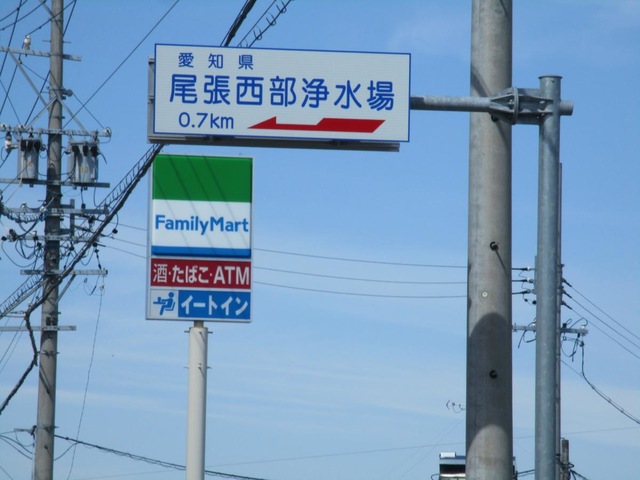 愛知県
尾張西部浄水場
0.7km
FamilyMart
酒・たばこ・ATM
イートイン